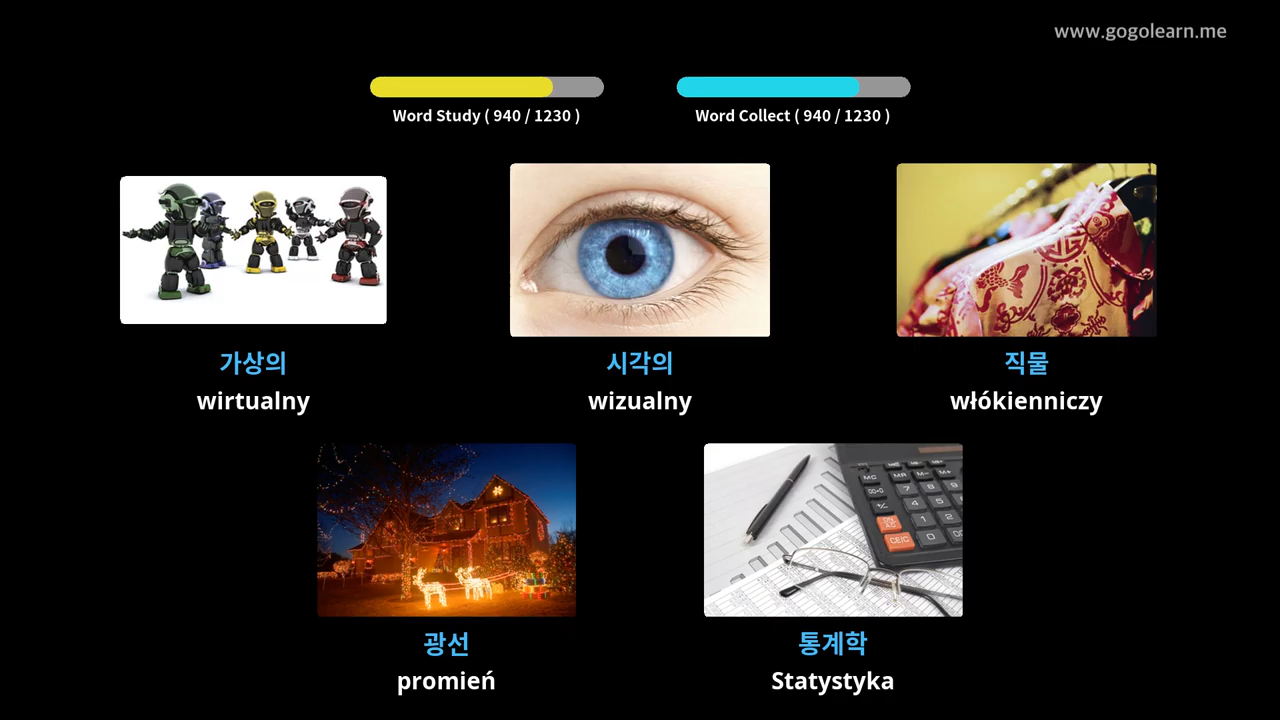 www.gogolearn.me
Word Study ( 940 / 1230 )
Word Collect ( 940 / 1230 )
가상의
wirtualny
시각의
wizualny
직물
włókienniczy
광선
promień
통계학
Statystyka